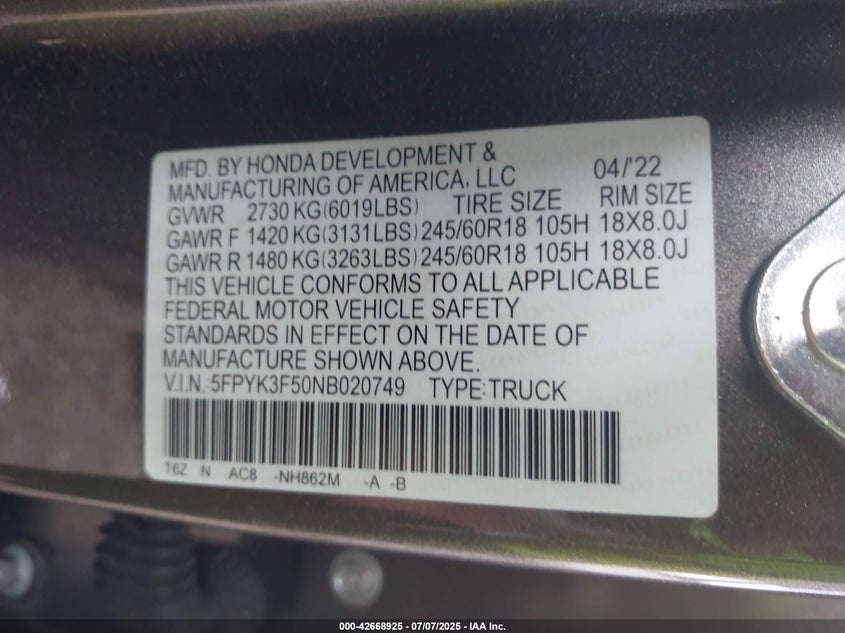 MFD. BY HONDA DEVELOPMENT &
MANUFACTURING OF AMERICA, LLC 04/'22
GVWR 2730 KG(6019LBS) TIRE SIZE RIM SIZE
GAWR F 1420 KG(3131LBS) 245/60R18 105H 18X8.0J
GAWR R 1480 KG(3263LBS) 245/60R18 105H 18X8.0J
THIS VEHICLE CONFORMS TO ALL APPLICABLE
FEDERAL MOTOR VEHICLE SAFETY
STANDARDS IN EFFECT ON THE DATE OF
MANUFACTURE SHOWN ABOVE.
V.I.N.:5FPYK3F50NB020749 TYPE:TRUCK
T6Z N AC8 -NH862M -A -B
000-42668925 - 07/07/2025 - IAA Inc.